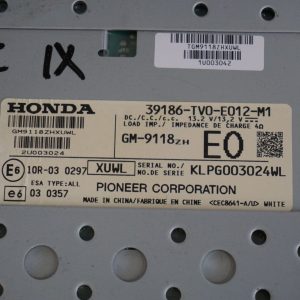 TGM9118ZHXUWL
1U003042
IX
HONDA
39186-TV0-E012-M1
GM9118ZHXUWL
2U003024
DC./C.C./c.c. 13.2 V/13,2 V
LOAD IMP./ IMPÉDANCE DE CHARGE 4Ω
GM-9118ZH
E0
E6 10R-03 0297
XUWL
SERIAL NO./
NO.DE SERIE
KLPG003024WL
ESA TYPE:ALL
e6 03 0357
PIONEER CORPORATION
MADE IN CHINA/FABRIQUE EN CHINE <CEC8641-A/U> WHITE